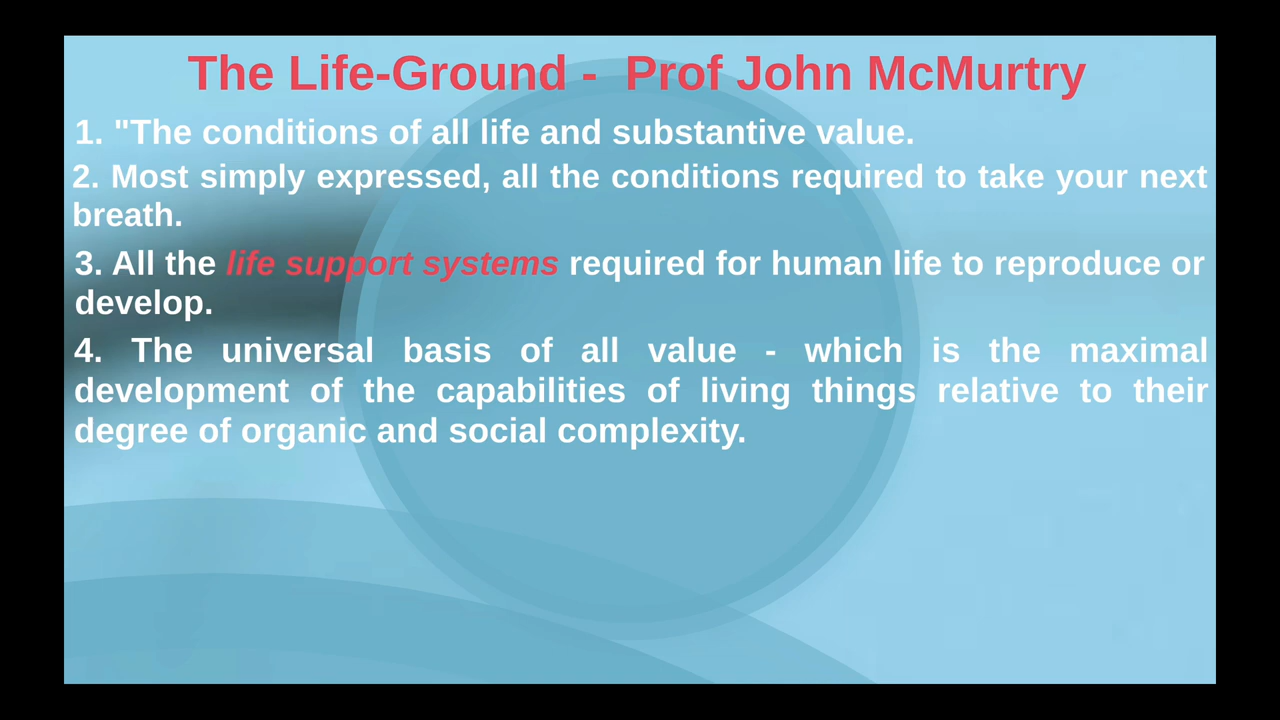 The Life-Ground - Prof John McMurtry
1. "The conditions of all life and substantive value.
2. Most simply expressed, all the conditions required to take your next
breath.
3. All the life support systems required for human life to reproduce or
develop.
4. The universal basis of all value - which is the maximal
development of the capabilities of living things relative to their
degree of organic and social complexity.